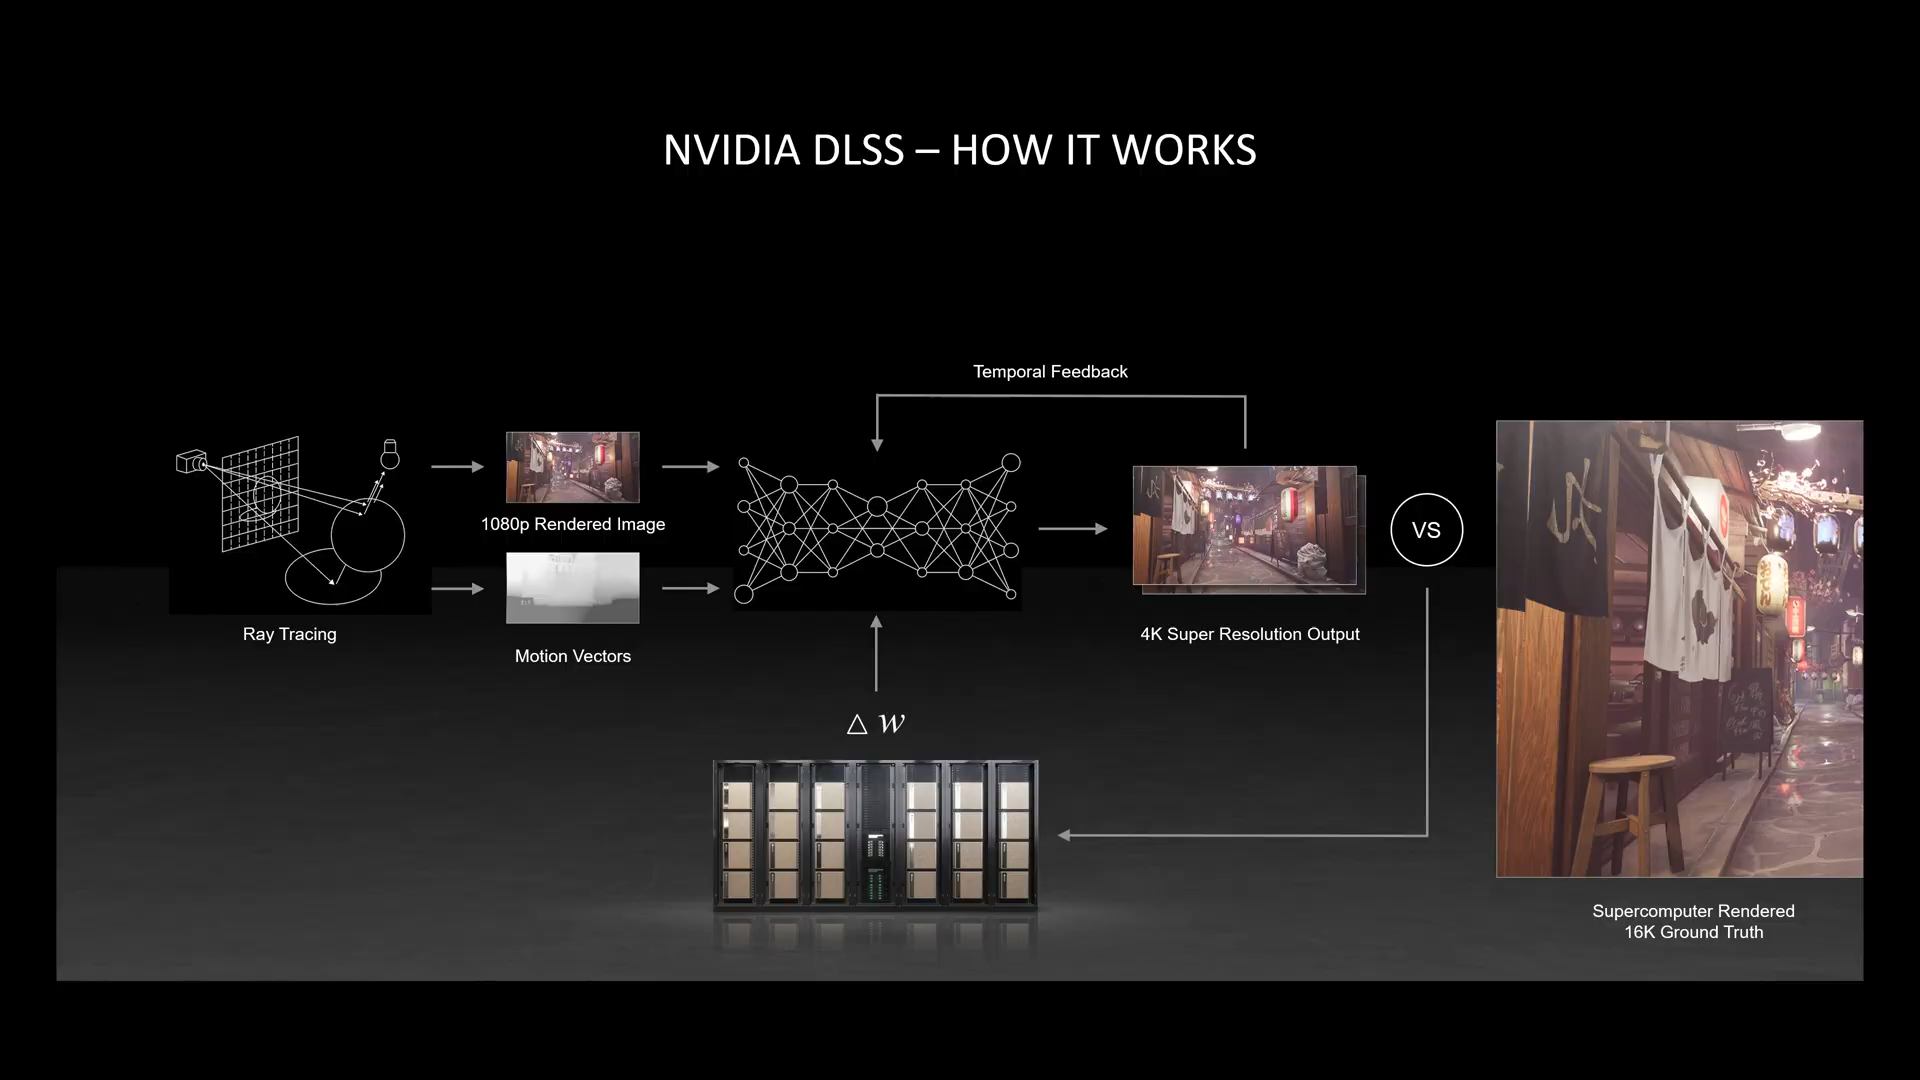 NVIDIA DLSS – HOW IT WORKS
Temporal Feedback
1080p Rendered Image
Ray Tracing
Motion Vectors
4K Super Resolution Output
VS
△ w
Supercomputer Rendered
16K Ground Truth